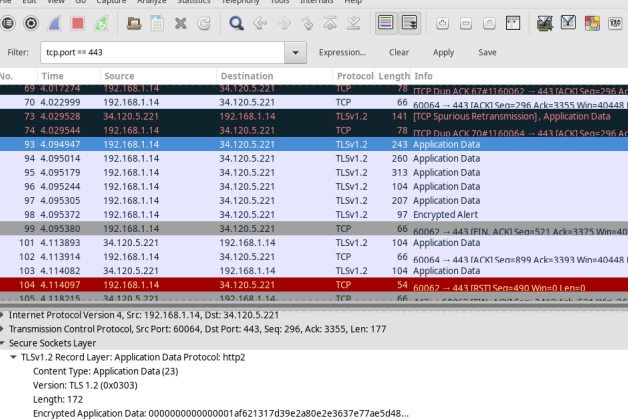 File Edit View Go Capture Analyze Statistics Telephony Tools Internals Help
Filter: tcp.port == 443 Expression... Clear Apply Save
No. Time Source Destination Protocol Length Info
69 4.017274 192.168.1.14 34.120.5.221 TCP 78 [TCP Dup ACK 67#1160062 → 443 [ACK] Seq=296 Ac
70 4.022999 192.168.1.14 34.120.5.221 TCP 66 60064 → 443 [ACK] Seq=296 Ack=3355 Win=40448
73 4.029528 34.120.5.221 192.168.1.14 TLSv1.2 141 [TCP Spurious Retransmission] , Application Data
74 4.029544 192.168.1.14 34.120.5.221 TCP 78 [TCP Dup ACK 70#1160064 → 443 [ACK] Seq=296 A
93 4.094947 192.168.1.14 34.120.5.221 TLSv1.2 243 Application Data
94 4.095014 192.168.1.14 34.120.5.221 TLSv1.2 260 Application Data
95 4.095179 192.168.1.14 34.120.5.221 TLSv1.2 313 Application Data
96 4.095244 192.168.1.14 34.120.5.221 TLSv1.2 104 Application Data
97 4.095305 192.168.1.14 34.120.5.221 TLSv1.2 207 Application Data
98 4.095372 192.168.1.14 34.120.5.221 TLSv1.2 97 Encrypted Alert
99 4.095380 192.168.1.14 34.120.5.221 TCP 66 60062 → 443 [FIN, ACK] Seq=521 Ack=3375 Win=40
101 4.113893 34.120.5.221 192.168.1.14 TLSv1.2 104 Application Data
102 4.113914 192.168.1.14 34.120.5.221 TCP 66 60064 → 443 [ACK] Seq=899 Ack=3393 Win=40448
103 4.114082 34.120.5.221 192.168.1.14 TLSv1.2 104 Application Data
104 4.114097 192.168.1.14 34.120.5.221 TCP 54 60062 → 443 [RST] Seq=490 Win=0 Len=0
105 4.118215 34.120.5.221 192.168.1.14 TCP 66
Internet Protocol Version 4, Src: 192.168.1.14, Dst: 34.120.5.221
Transmission Control Protocol, Src Port: 60064, Dst Port: 443, Seq: 296, Ack: 3355, Len: 177
Secure Sockets Layer
TLSv1.2 Record Layer: Application Data Protocol: http2
Content Type: Application Data (23)
Version: TLS 1.2 (0x0303)
Length: 172
Encrypted Application Data: 0000000000000001af621317d39e2a80e2e3637e77ae5d48...